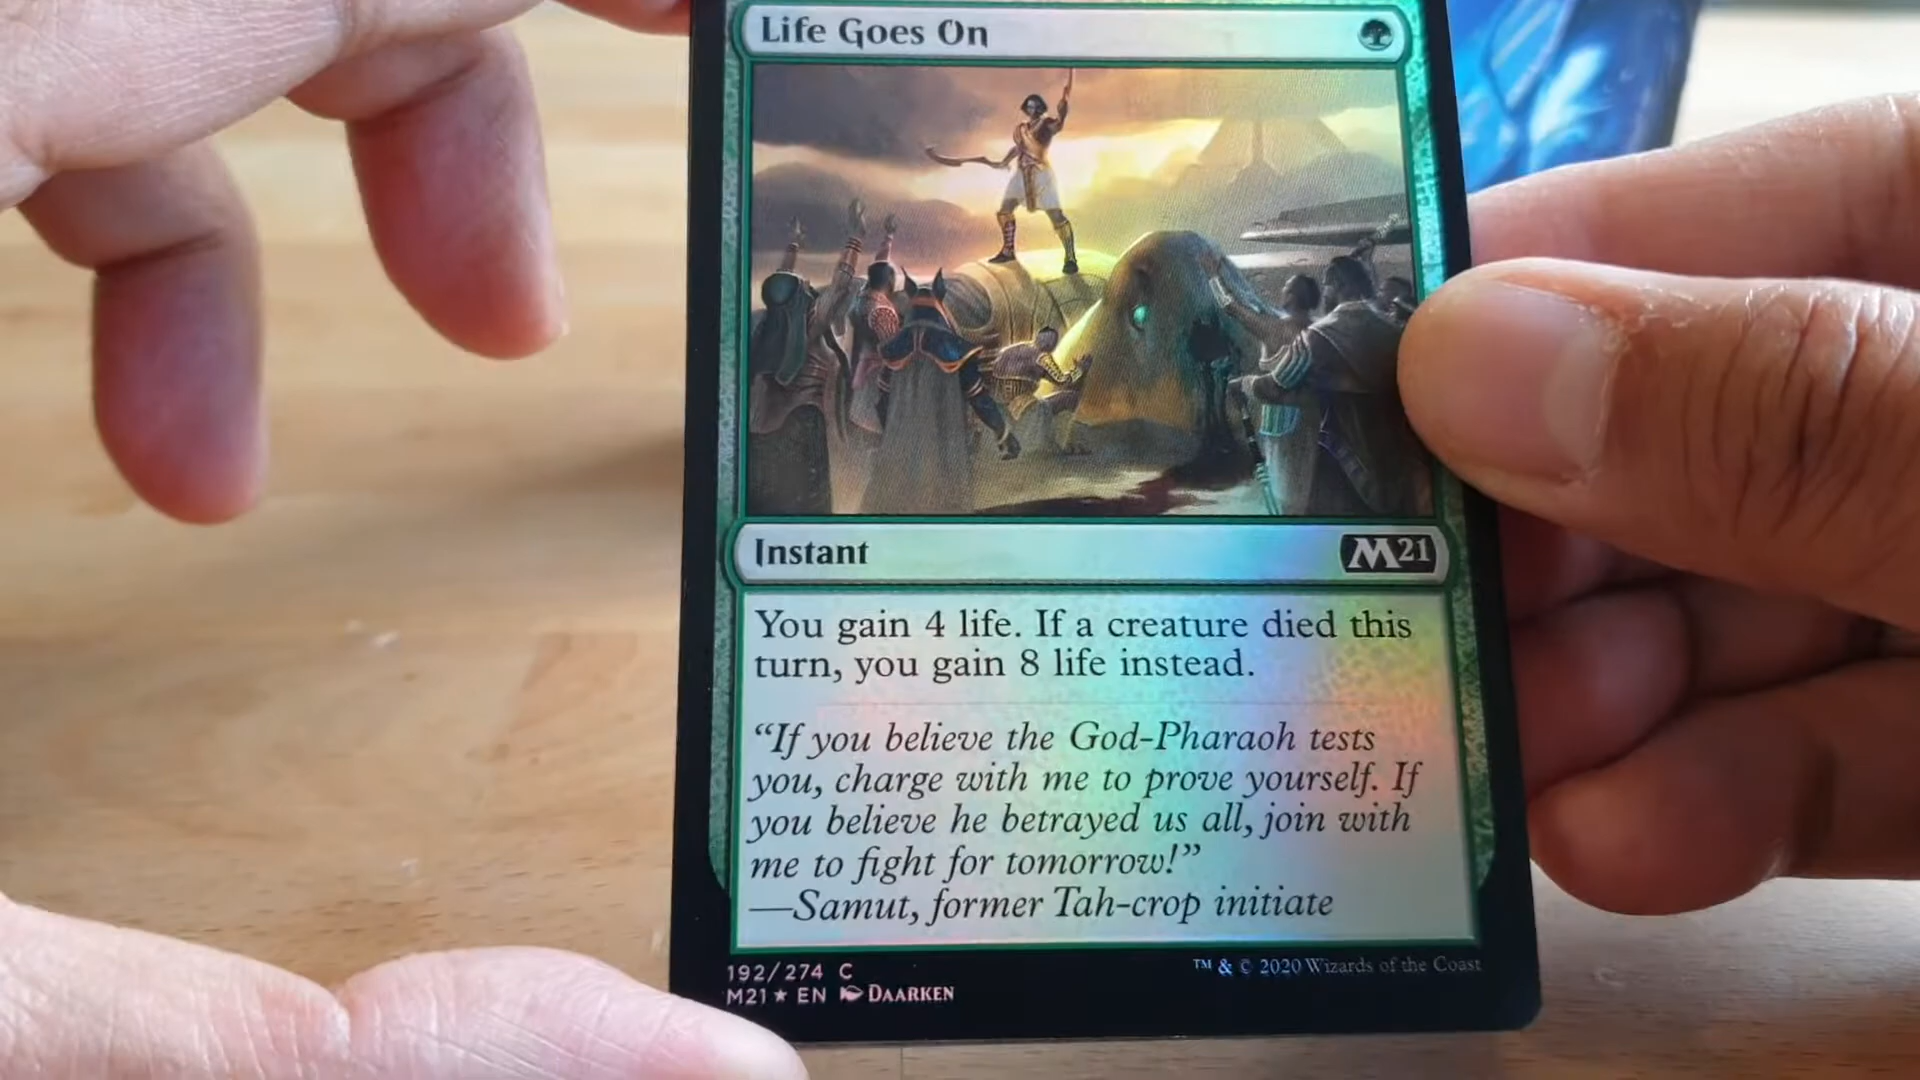 Life Goes On
Instant
M21
You gain 4 life. If a creature died this
turn, you gain 8 life instead.
“If you believe the God-Pharaoh tests
you, charge with me to prove yourself. If
you believe he betrayed us all, join with
me to fight for tomorrow!”
—Samut, former Tah-crop initiate
192/274 C
™ & © 2020 Wizards of the Coast
M21★EN DAARKEN